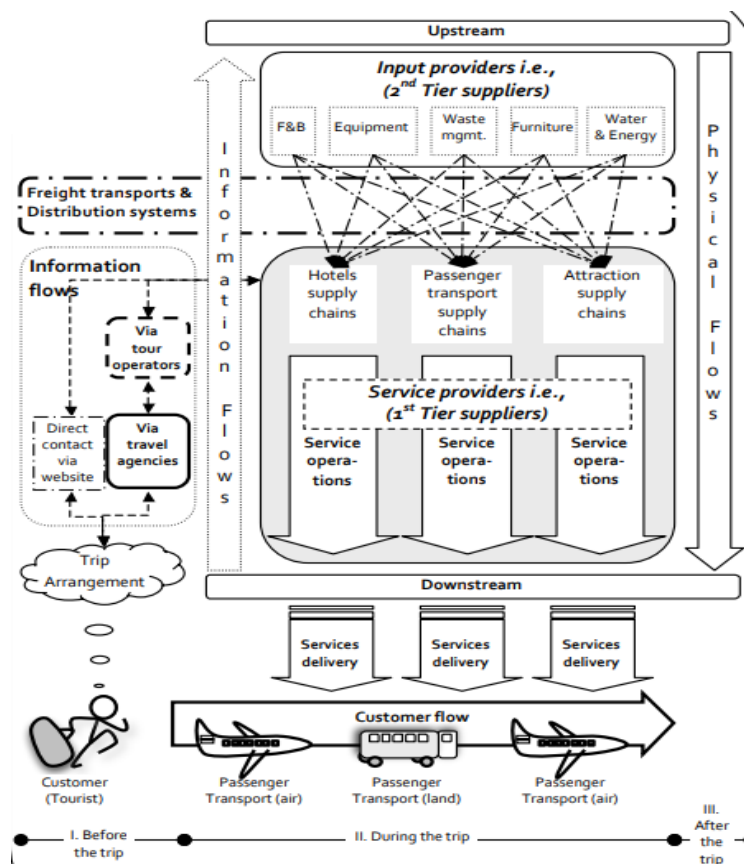 Upstream
Input providers i.e.,
(2nd Tier suppliers)
F&B
Equipment
Waste
mgmt.
Furniture
Water
& Energy
Freight transports &
Distribution systems
Information Flows
Physical Flows
Information
flows
Via
tour
operators
Direct
contact
via
website
Via
travel
agencies
Trip
Arrangement
Hotels
supply
chains
Passenger
transport
supply
chains
Attraction
supply
chains
Service providers i.e.,
(1st Tier suppliers)
Service
opera-
tions
Service
opera-
tions
Service
opera-
tions
Downstream
Services
delivery
Services
delivery
Services
delivery
Customer flow
Customer
(Tourist)
Passenger
Transport (air)
Passenger
Transport (land)
Passenger
Transport (air)
I. Before
the trip
II. During the trip
III.
After
the
trip